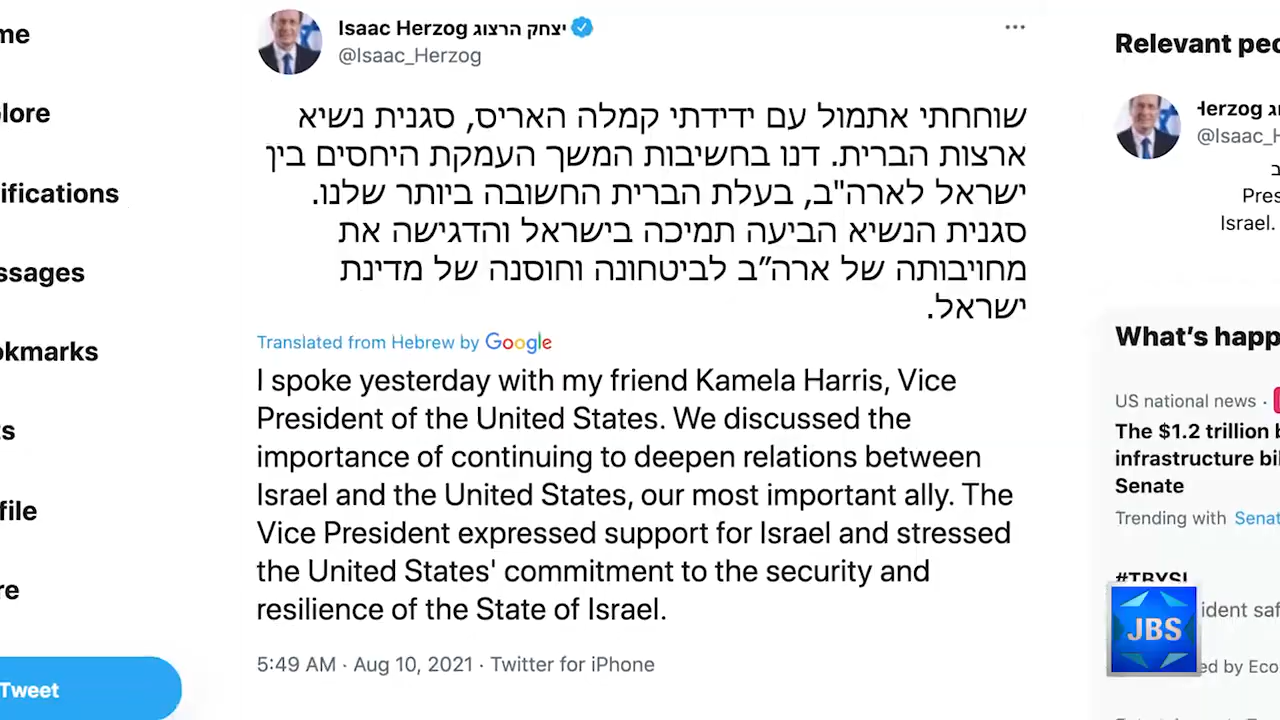 me
lore
ifications
ssages
okmarks
ts
file
re
Tweet
Isaac Herzog יצחק הרצוג
@Isaac_Herzog
שוחחתי אתמול עם ידידתי קמלה האריס, סגנית נשיא
ארצות הברית. דנו בחשיבות המשך העמקת היחסים בין
ישראל לארה"ב, בעלת הברית החשובה ביותר שלנו.
סגנית הנשיא הביעה תמיכה בישראל והדגישה את
מחויבותה של ארה״ב לביטחונה וחוסנה של מדינת
ישראל.
Translated from Hebrew by Google
I spoke yesterday with my friend Kamela Harris, Vice
President of the United States. We discussed the
importance of continuing to deepen relations between
Israel and the United States, our most important ally. The
Vice President expressed support for Israel and stressed
the United States' commitment to the security and
resilience of the State of Israel.
5:49 AM · Aug 10, 2021 · Twitter for iPhone
Relevant peo
Herzog
@Isaac_H
Pres
Israel.
What's happ
US national news ·
The $1.2 trillion b
infrastructure bil
Senate
Trending with Senat
#TBYSI
ident saf
ed by Eco
JBS